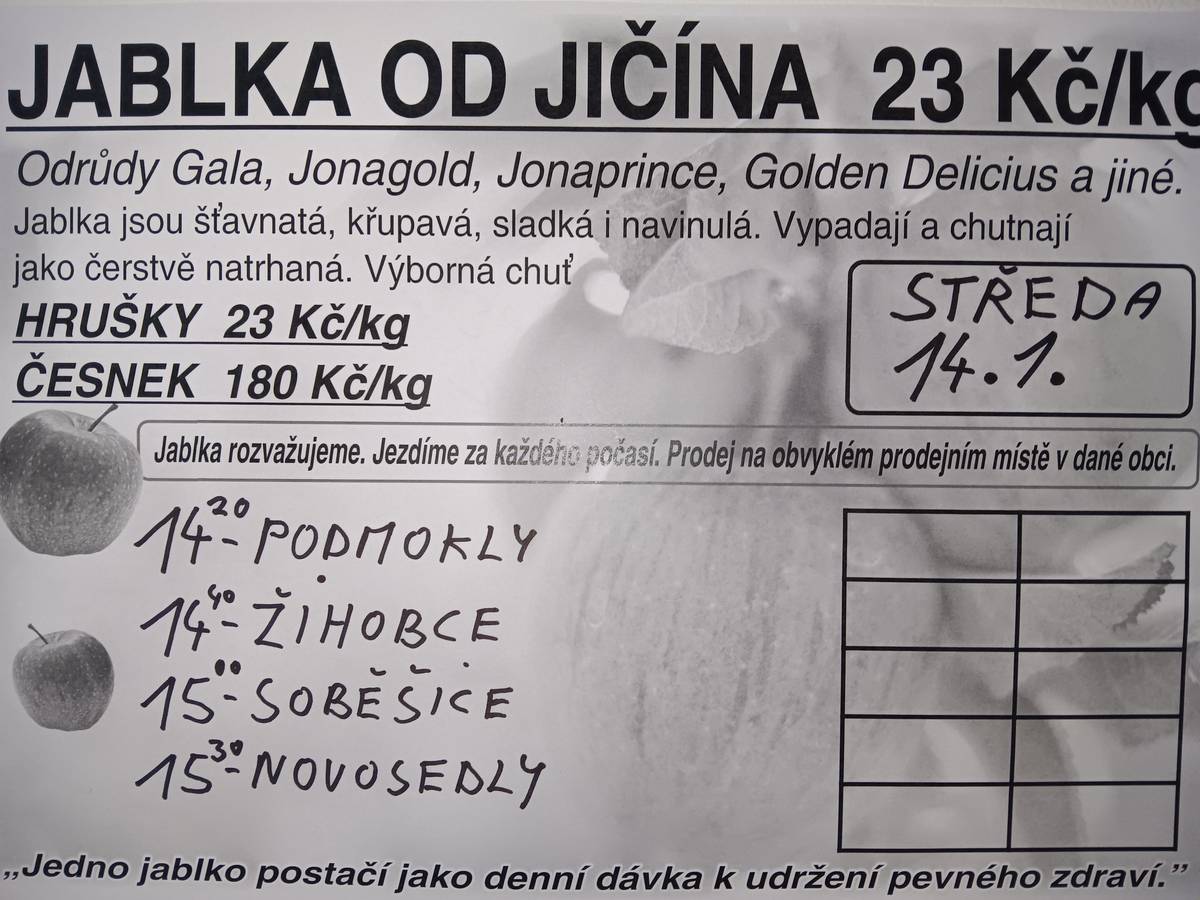 JABLKA OD JIČÍNA 23 Kč/kg
Odrůdy Gala, Jonagold, Jonaprince, Golden Delicius a jiné.
Jablka jsou šťavnatá, křupavá, sladká i navinulá. Vypadají a chutnají
jako čerstvě natrhaná. Výborná chuť
HRUŠKY 23 Kč/kg
ČESNEK 180 Kč/kg
STŘEDA
14.1.
Jablka rozvažujeme. Jezdíme za každého počasí. Prodej na obvyklém prodejním místě v dané obci.
14²⁰- PODMOKLY
14⁴⁰- ŽIHOBCE
15⁰⁰- SOBĚŠICE
15³⁰- NOVOSEDLY
„Jedno jablko postačí jako denní dávka k udržení pevného zdraví.”